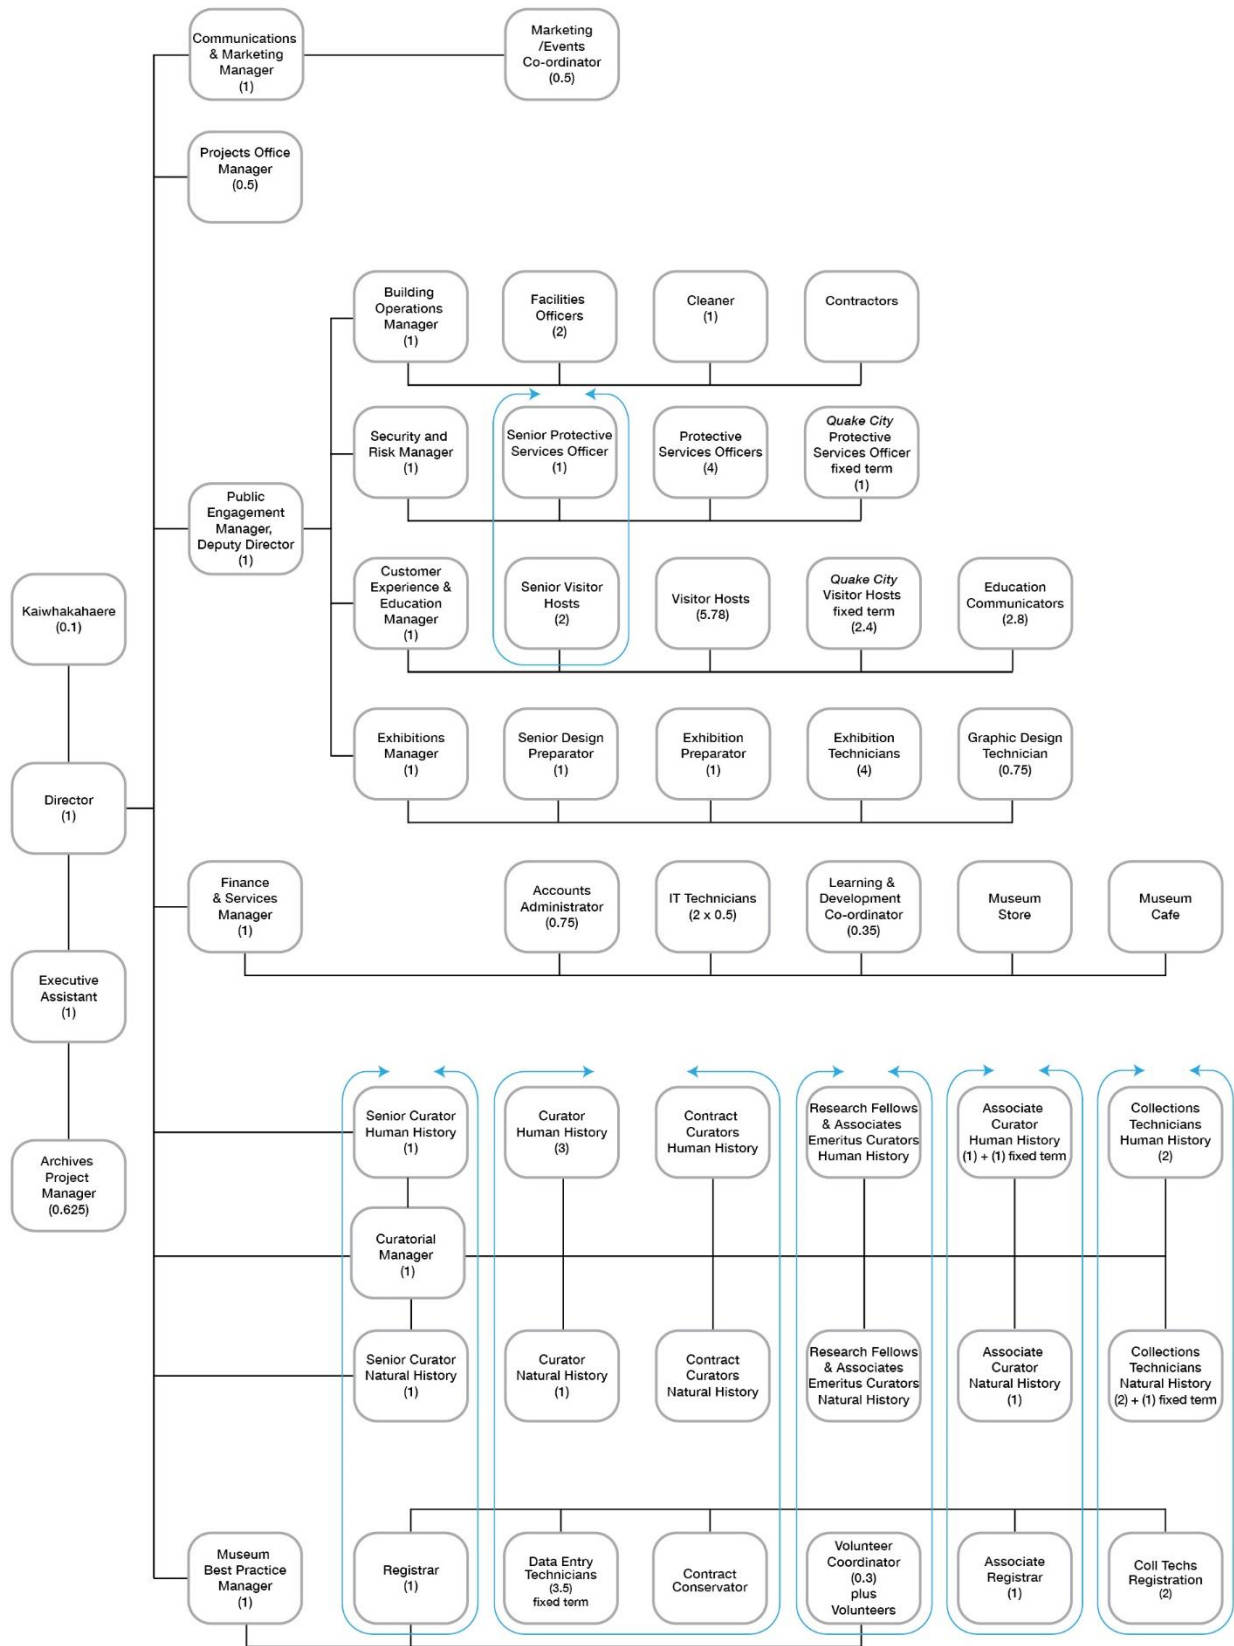 Communications
& Marketing
Manager
(1)
Marketing
/Events
Co-ordinator
(0.5)
Projects Office
Manager
(0.5)
Building
Operations
Manager
(1)
Facilities
Officers
(2)
Cleaner
(1)
Contractors
Security and
Risk Manager
(1)
Senior Protective
Services Officer
(1)
Protective
Services Officers
(4)
Quake City
Protective
Services Officer
fixed term
(1)
Public
Engagement
Manager,
Deputy Director
(1)
Customer
Experience &
Education
Manager
(1)
Senior Visitor
Hosts
(2)
Visitor Hosts
(5.78)
Quake City
Visitor Hosts
fixed term
(2.4)
Education
Communicators
(2.8)
Kaiwhakahaere
(0.1)
Exhibitions
Manager
(1)
Senior Design
Preparator
(1)
Exhibition
Preparator
(1)
Exhibition
Technicians
(4)
Graphic Design
Technician
(0.75)
Director
(1)
Finance
& Services
Manager
(1)
Accounts
Administrator
(0.75)
IT Technicians
(2 x 0.5)
Learning &
Development
Co-ordinator
(0.35)
Museum
Store
Museum
Cafe
Executive
Assistant
(1)
Archives
Project
Manager
(0.625)
Senior Curator
Human History
(1)
Curator
Human History
(3)
Contract
Curators
Human History
Research Fellows
& Associates
Emeritus Curators
Human History
Associate
Curator
Human History
(1) + (1) fixed term
Collections
Technicians
Human History
(2)
Curatorial
Manager
(1)
Senior Curator
Natural History
(1)
Curator
Natural History
(1)
Contract
Curators
Natural History
Research Fellows
& Associates
Emeritus Curators
Natural History
Associate
Curator
Natural History
(1)
Collections
Technicians
Natural History
(2) + (1) fixed term
Museum
Best Practice
Manager
(1)
Registrar
(1)
Data Entry
Technicians
(3.5)
fixed term
Contract
Conservator
Volunteer
Coordinator
(0.3)
plus
Volunteers
Associate
Registrar
(1)
Coll Techs
Registration
(2)